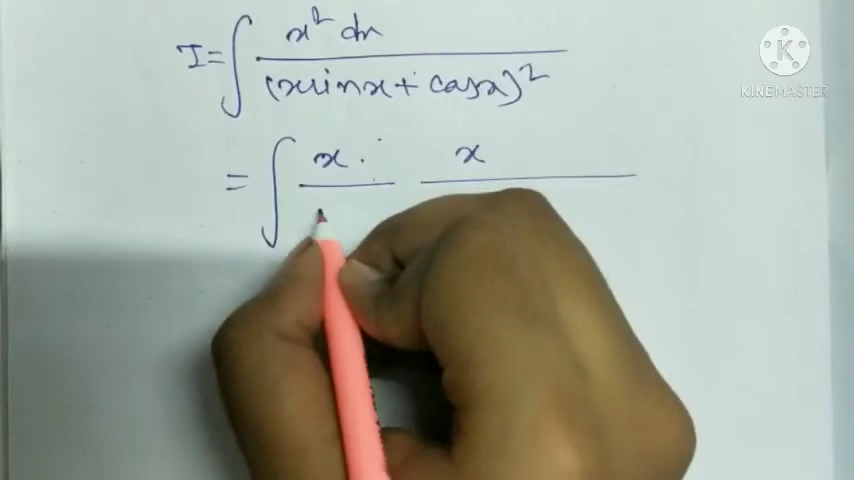 I = ∫ x² dx / (x sin x + cos x)²
= ∫ x · x
K
KINEMASTER